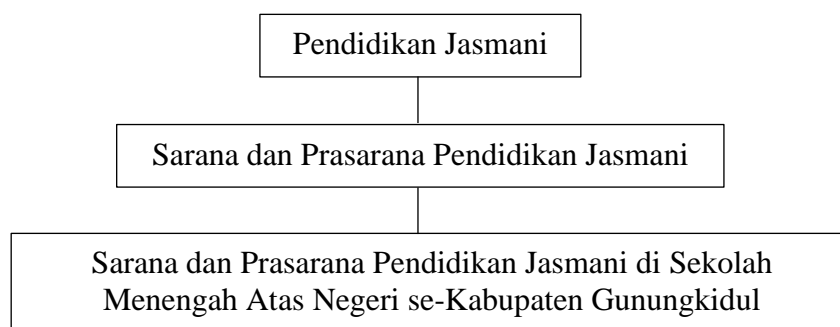 Pendidikan Jasmani
Sarana dan Prasarana Pendidikan Jasmani
Sarana dan Prasarana Pendidikan Jasmani di Sekolah
Menengah Atas Negeri se-Kabupaten Gunungkidul